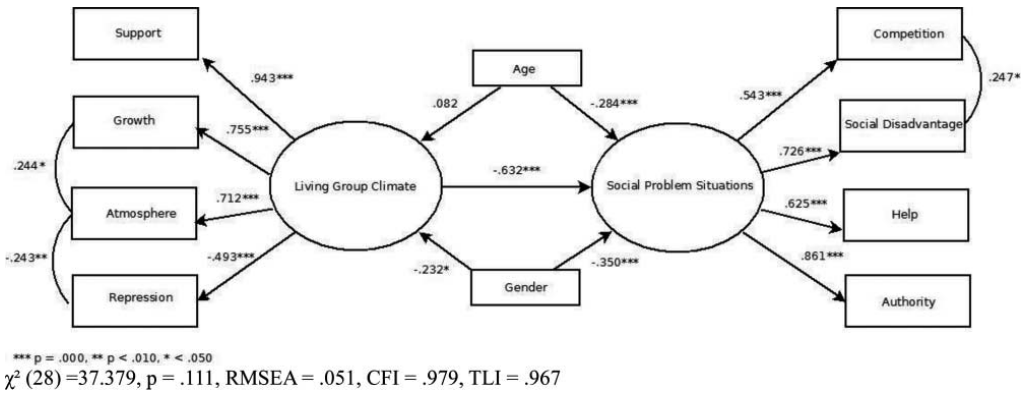 Support
Competition
Age
.943***
.543***
.247*
.082
-.284***
Growth
.755***
Social Disadvantage
.726***
.244*
Living Group Climate
-.632***
Social Problem Situations
.712***
.625***
Atmosphere
Help
-.243**
-.493***
-.232*
-.350***
.861***
Repression
Gender
Authority
*** p = .000, ** p < .010, * < .050
χ² (28) =37.379, p = .111, RMSEA = .051, CFI = .979, TLI = .967